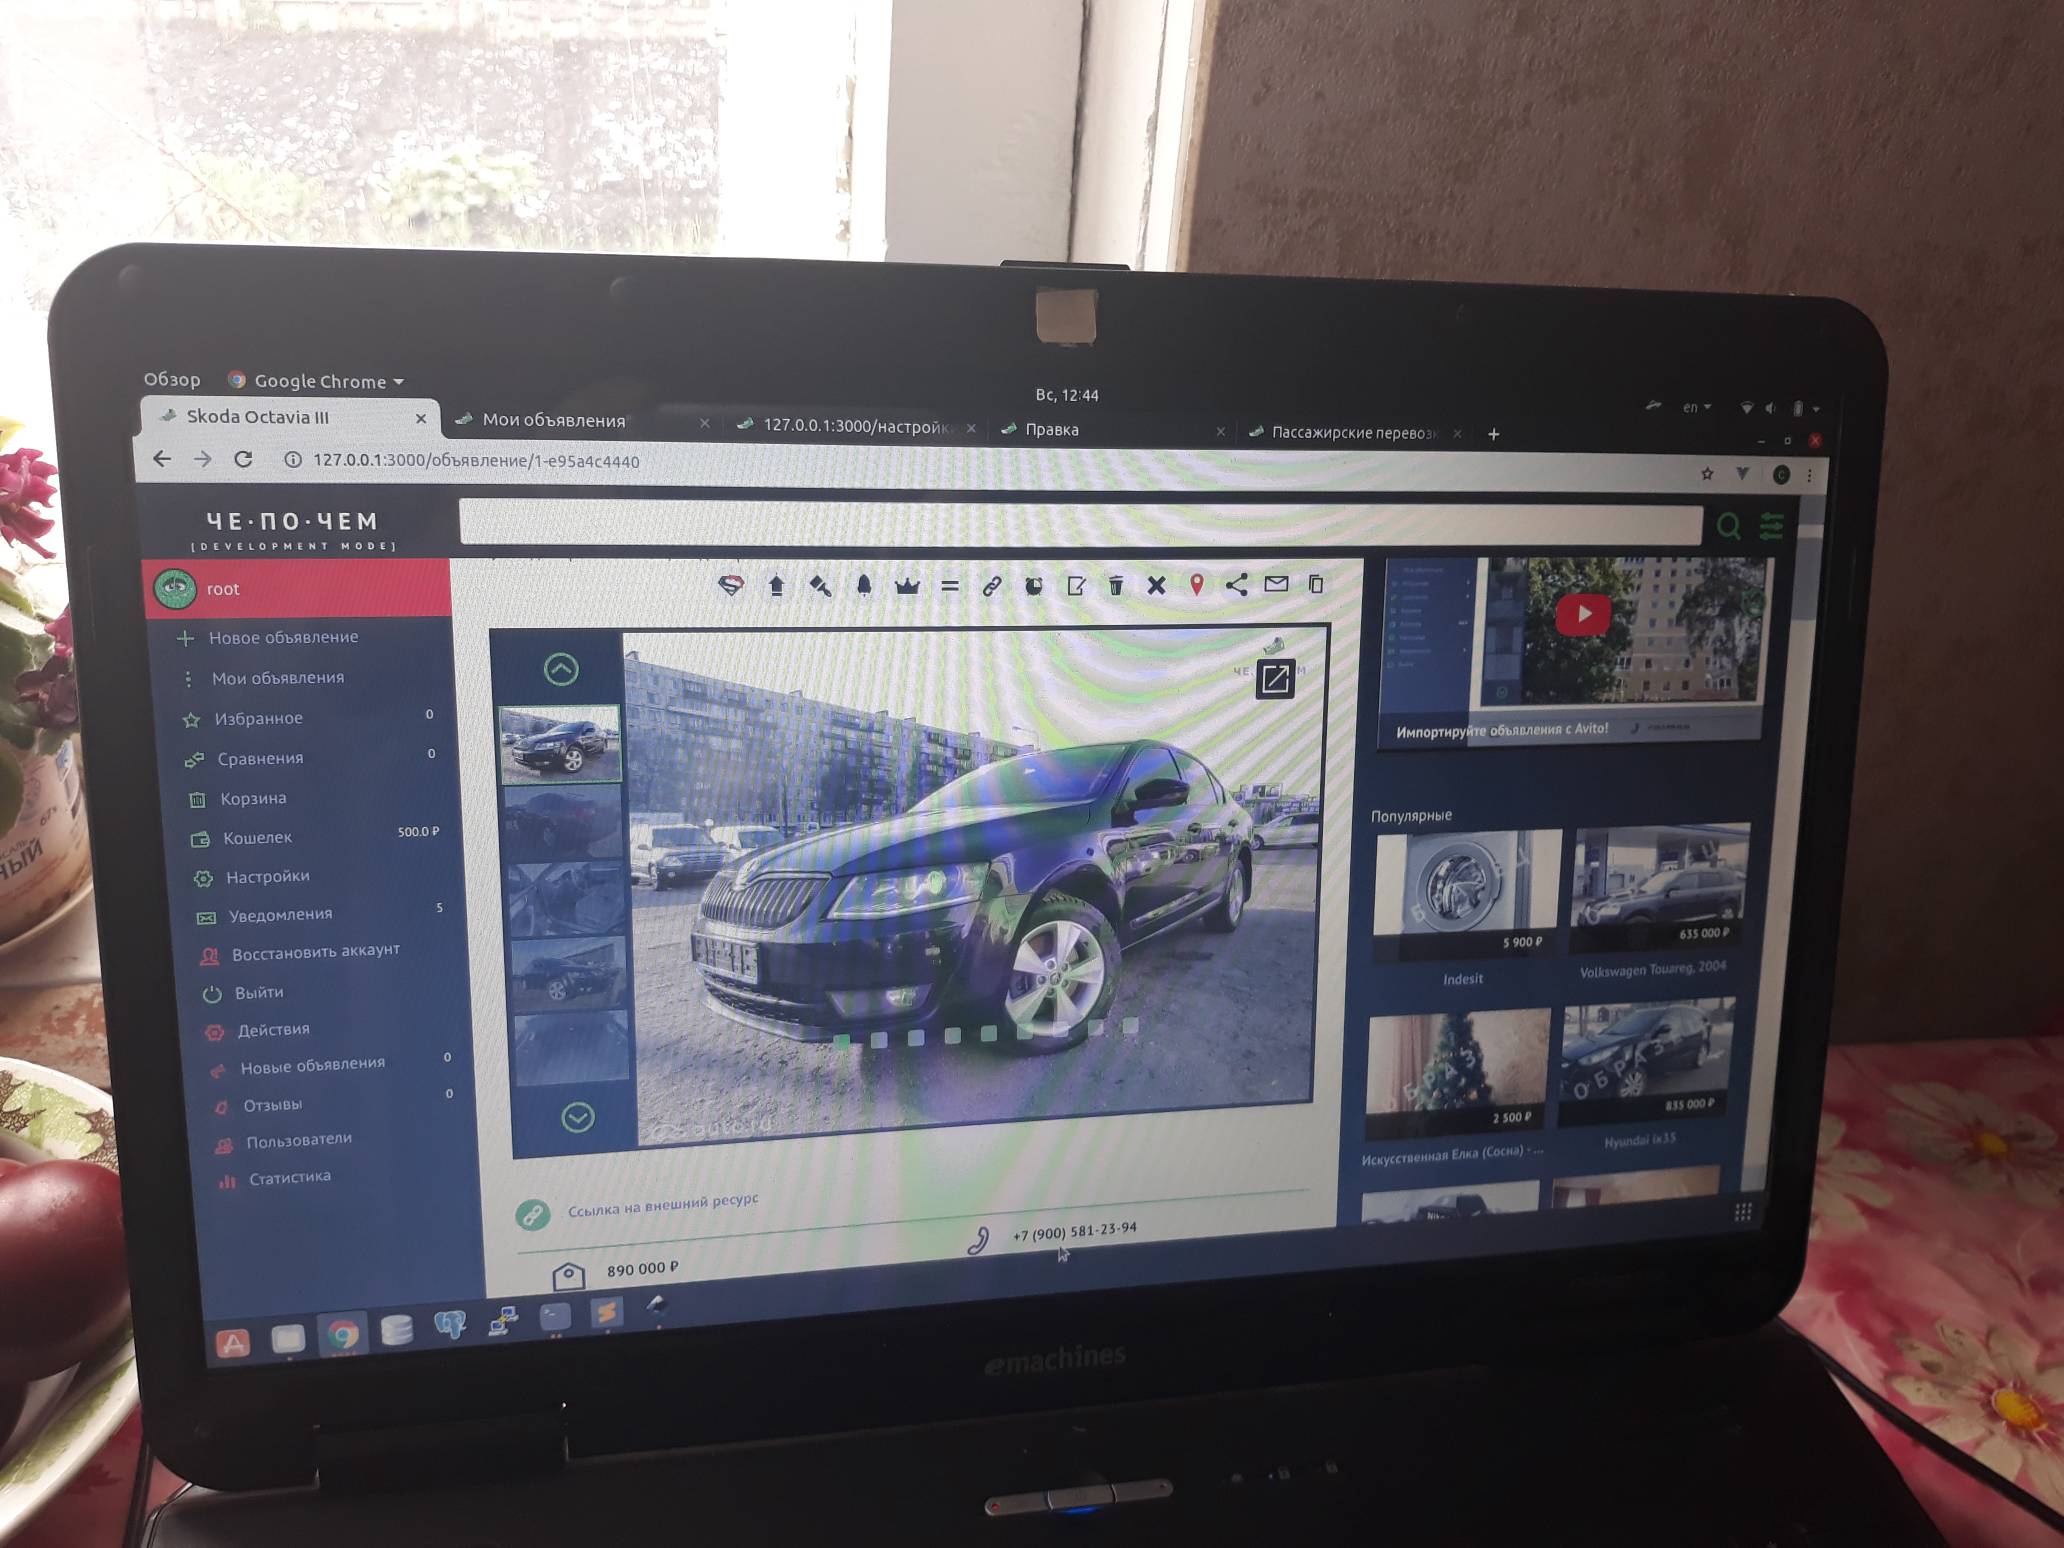 Обзор
Google Chrome
Вс, 12:44
en
Skoda Octavia III
Мои объявления
127.0.0.1:3000/настройк
Правка
Пассажирские перевоз
127.0.0.1:3000/объявление/1-e95a4c4440
ЧЕ·ПО·ЧЕМ
[DEVELOPMENT MODE]
root
Новое объявление
Мои объявления
Избранное 0
Сравнения 0
Корзина
Кошелек 500.0 ₽
Настройки
Уведомления 5
Восстановить аккаунт
Выйти
Действия
Новые объявления 0
Отзывы 0
Пользователи
Статистика
auto.ru
Ссылка на внешний ресурс
890 000 ₽
+7 (900) 581-23-94
Импортируйте объявления с Avito!
Популярные
5 900 ₽
Indesit
635 000 ₽
Volkswagen Touareg, 2004
2 500 ₽
Искусственная Елка (Сосна) - ...
ОБРАЗ
835 000 ₽
Hyundai ix35
emachines